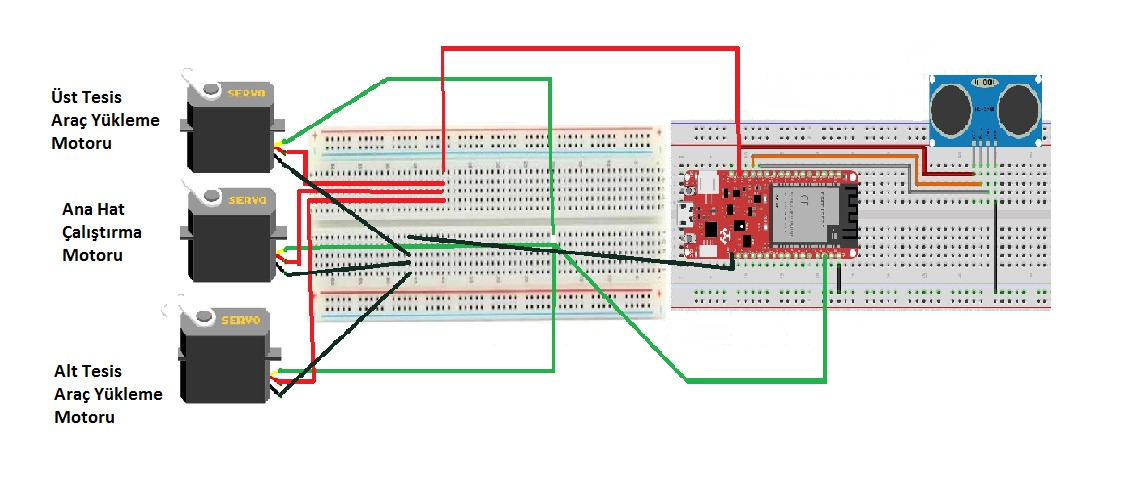 Üst Tesis
Araç Yükleme
Motoru
SERVO
Ana Hat
Çalıştırma
Motoru
SERVO
Alt Tesis
Araç Yükleme
Motoru
SERVO